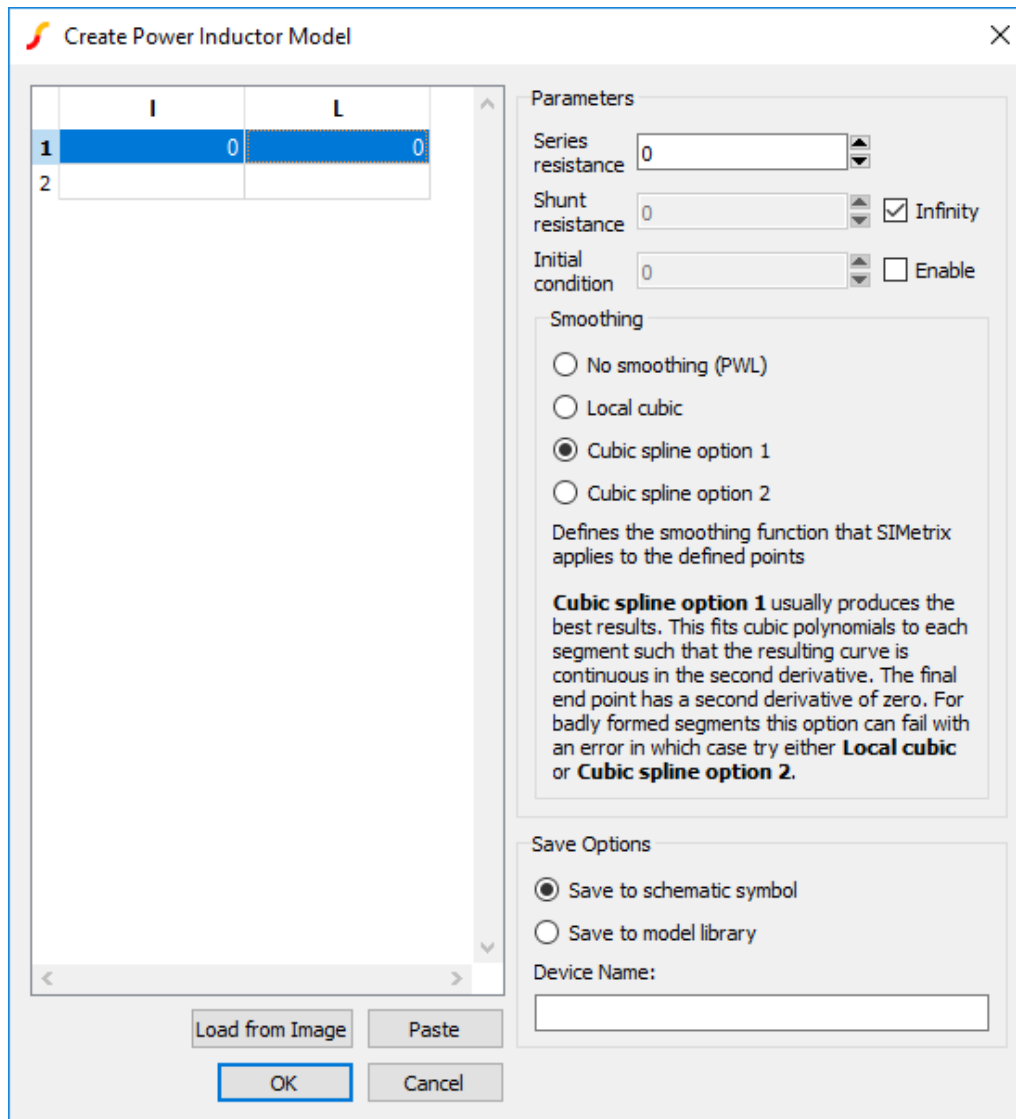 Create Power Inductor Model
I L
1 0 0
2
Load from Image Paste
OK Cancel
Parameters
Series
resistance
0
Shunt
resistance
0
Infinity
Initial
condition
0
Enable
Smoothing
No smoothing (PWL)
Local cubic
Cubic spline option 1
Cubic spline option 2
Defines the smoothing function that SIMetrix
applies to the defined points
Cubic spline option 1 usually produces the
best results. This fits cubic polynomials to each
segment such that the resulting curve is
continuous in the second derivative. The final
end point has a second derivative of zero. For
badly formed segments this option can fail with
an error in which case try either Local cubic
or Cubic spline option 2.
Save Options
Save to schematic symbol
Save to model library
Device Name: